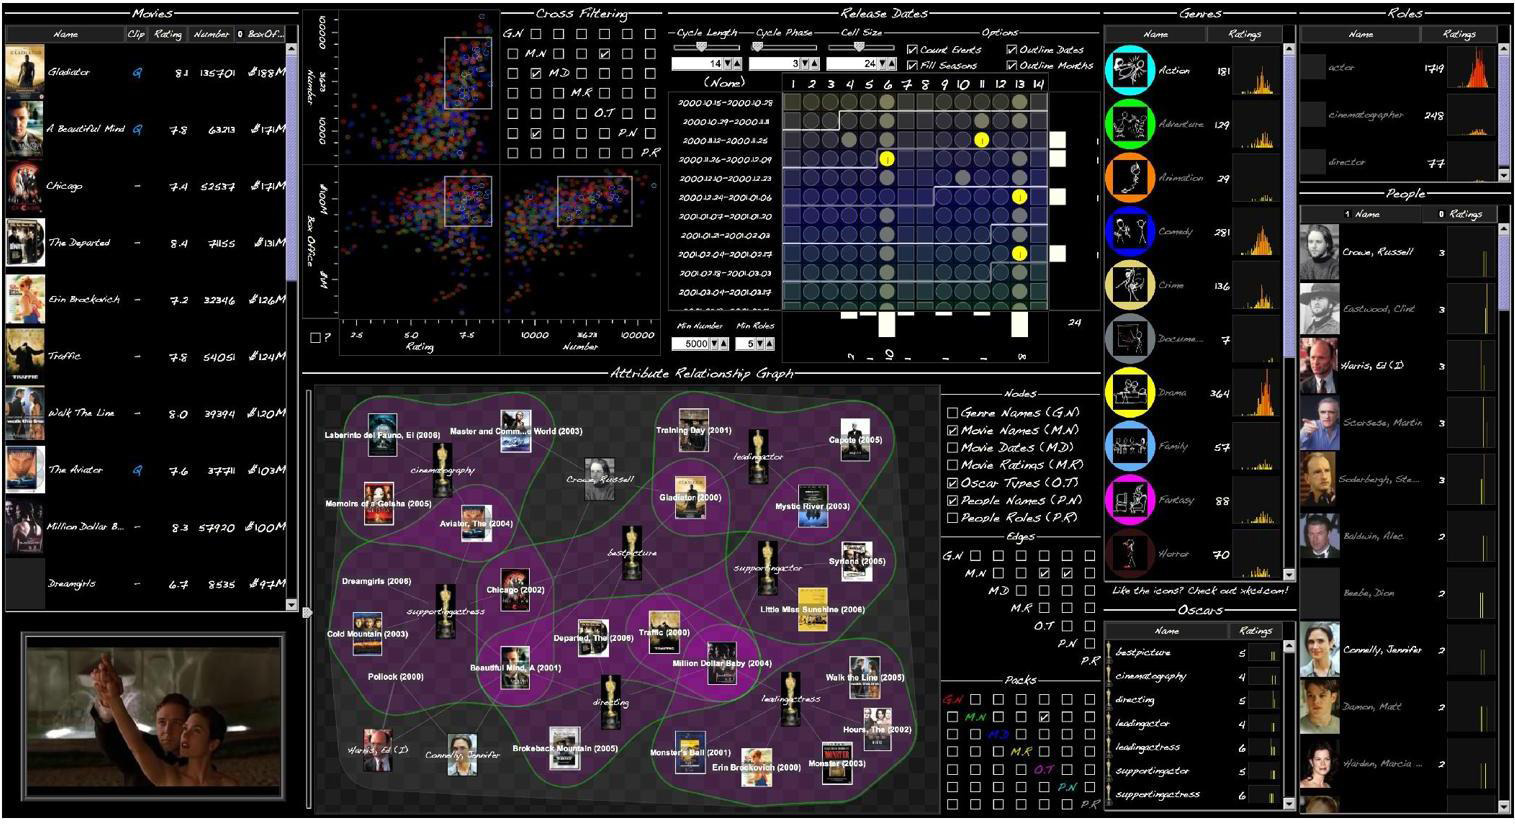 Movies
Name Clip Rating Number 0 BoxOf...
Gladiator Q 8.1 135701 $188M
A Beautiful Mind Q 7.8 63213 $171M
Chicago - 7.4 52537 $171M
The Departed - 8.4 71155 $131M
Erin Brockovich - 7.2 32346 $126M
Traffic - 7.8 54051 $124M
Walk The Line - 8.0 39394 $120M
The Aviator Q 7.6 37711 $103M
Million Dollar B... - 8.3 57920 $100M
Dreamgirls - 6.7 8535 $97M
Cross Filtering
G.N
M.N
M.D
M.R
O.T
P.N
P.R
100000
3623
10000
Number
$100M
$1M
Box Office
?
2.5 5.0 7.5
Rating
10000 3623 100000
Number
Release Dates
Cycle Length Cycle Phase Cell Size Options
14 3 24
Count Events Outline Dates
Fill Seasons Outline Months
(None) 1 2 3 4 5 6 7 8 9 10 11 12 13 14
2000.10.15-2000.10.28
2000.10.29-2000.11.11
2000.11.12-2000.11.25
2000.11.26-2000.12.09
2000.12.10-2000.12.23
2000.12.24-2001.01.06
2001.01.07-2001.01.20
2001.01.21-2001.02.03
2001.02.04-2001.02.17
2001.02.18-2001.03.03
2001.03.04-2001.03.17
Min Number Min Roles
5000 5
24
Attribute Relationship Graph
Laberinto del Fauno, El (2006)
Master and Comm...e World (2003)
cinematography
Crowe, Russell
Training Day (2001)
Capote (2005)
leadingactor
Memoirs of a Geisha (2005)
Aviator, The (2004)
Gladiator (2000)
Mystic River (2003)
bestpicture
supportingactor
Syriana (2005)
Dreamgirls (2006)
Chicago (2002)
supportingactress
Little Miss Sunshine (2006)
Cold Mountain (2003)
Departed, The (2006)
Traffic (2000)
Beautiful Mind, A (2001)
Million Dollar Baby (2004)
Pollock (2000)
Walk the Line (2005)
directing
leadingactress
Hours, The (2002)
Harris, Ed (I)
Connelly, Jennifer
Brokeback Mountain (2005)
Monster's Ball (2001)
Erin Brockovich (2000)
Monster (2003)
Nodes
Genre Names (G.N)
Movie Names (M.N)
Movie Dates (M.D)
Movie Ratings (M.R)
Oscar Types (O.T)
People Names (P.N)
People Roles (P.R)
Edges
G.N
M.N
M.D
M.R
O.T
P.N
P.R
Packs
G.N
M.N
M.D
M.R
O.T
P.N
P.R
Genres
Name Ratings
Action 181
Adventure 129
Animation 29
Comedy 281
Crime 136
Docume... 7
Drama 364
Family 57
Fantasy 88
Horror 70
Like the icons? Check out xkcd.com!
Oscars
Name Ratings
bestpicture 5
cinematography 4
directing 5
leadingactor 4
leadingactress 6
supportingactor 5
supportingactress 6
Roles
Name Ratings
actor 1719
cinematographer 248
director 77
People
1 Name 0 Ratings
Crowe, Russell 3
Eastwood, Clint 3
Harris, Ed (I) 3
Scorsese, Martin 3
Soderbergh, Ste... 3
Baldwin, Alec 2
Beebe, Dion 2
Connelly, Jennifer 2
Damon, Matt 2
Harden, Marcia ... 2